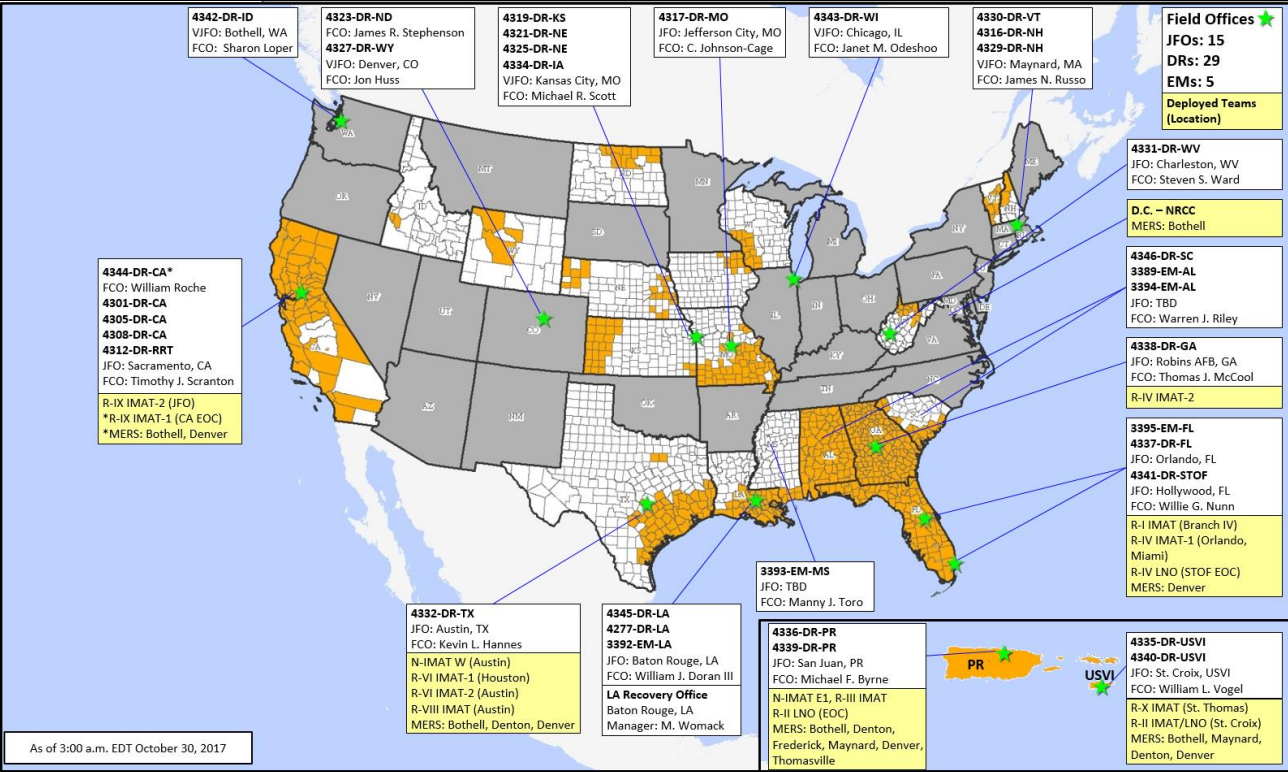 4342-DR-ID
VJFO: Bothell, WA
FCO: Sharon Loper
4323-DR-ND
FCO: James R. Stephenson
4327-DR-WY
VJFO: Denver, CO
FCO: Jon Huss
4319-DR-KS
4321-DR-NE
4325-DR-NE
4334-DR-IA
VJFO: Kansas City, MO
FCO: Michael R. Scott
4317-DR-MO
JFO: Jefferson City, MO
FCO: C. Johnson-Cage
4343-DR-WI
VJFO: Chicago, IL
FCO: Janet M. Odeshoo
4330-DR-VT
4316-DR-NH
4329-DR-NH
VJFO: Maynard, MA
FCO: James N. Russo
Field Offices
JFOs: 15
DRs: 29
EMs: 5
Deployed Teams
(Location)
4331-DR-WV
JFO: Charleston, WV
FCO: Steven S. Ward
D.C. – NRCC
MERS: Bothell
4346-DR-SC
3389-EM-AL
3394-EM-AL
JFO: TBD
FCO: Warren J. Riley
4338-DR-GA
JFO: Robins AFB, GA
FCO: Thomas J. McCool
R-IV IMAT-2
3395-EM-FL
4337-DR-FL
JFO: Orlando, FL
4341-DR-STOF
JFO: Hollywood, FL
FCO: Willie G. Nunn
R-I IMAT (Branch IV)
R-IV IMAT-1 (Orlando,
Miami)
R-IV LNO (STOF EOC)
MERS: Denver
4344-DR-CA*
FCO: William Roche
4301-DR-CA
4305-DR-CA
4308-DR-CA
4312-DR-RRT
JFO: Sacramento, CA
FCO: Timothy J. Scranton
R-IX IMAT-2 (JFO)
*R-IX IMAT-1 (CA EOC)
*MERS: Bothell, Denver
WA
OR
MT
ID
WY
ND
SD
NE
KS
NV
UT
CO
CA
AZ
NM
OK
TX
MN
IA
MO
AR
LA
WI
IL
MI
IN
OH
KY
TN
MS
AL
GA
FL
SC
NC
VA
MD
DE
PA
NJ
NY
CT
MA
VT
NH
ME
4332-DR-TX
JFO: Austin, TX
FCO: Kevin L. Hannes
N-IMAT W (Austin)
R-VI IMAT-1 (Houston)
R-VI IMAT-2 (Austin)
R-VIII IMAT (Austin)
MERS: Bothell, Denton, Denver
4345-DR-LA
4277-DR-LA
3392-EM-LA
JFO: Baton Rouge, LA
FCO: William J. Doran III
LA Recovery Office
Baton Rouge, LA
Manager: M. Womack
3393-EM-MS
JFO: TBD
FCO: Manny J. Toro
4336-DR-PR
4339-DR-PR
JFO: San Juan, PR
FCO: Michael F. Byrne
N-IMAT E1, R-III IMAT
R-II LNO (EOC)
MERS: Bothell, Denton,
Frederick, Maynard, Denver,
Thomasville
PR
USVI
4335-DR-USVI
4340-DR-USVI
JFO: St. Croix, USVI
FCO: William L. Vogel
R-X IMAT (St. Thomas)
R-II IMAT/LNO (St. Croix)
MERS: Bothell, Maynard,
Denton, Denver
As of 3:00 a.m. EDT October 30, 2017